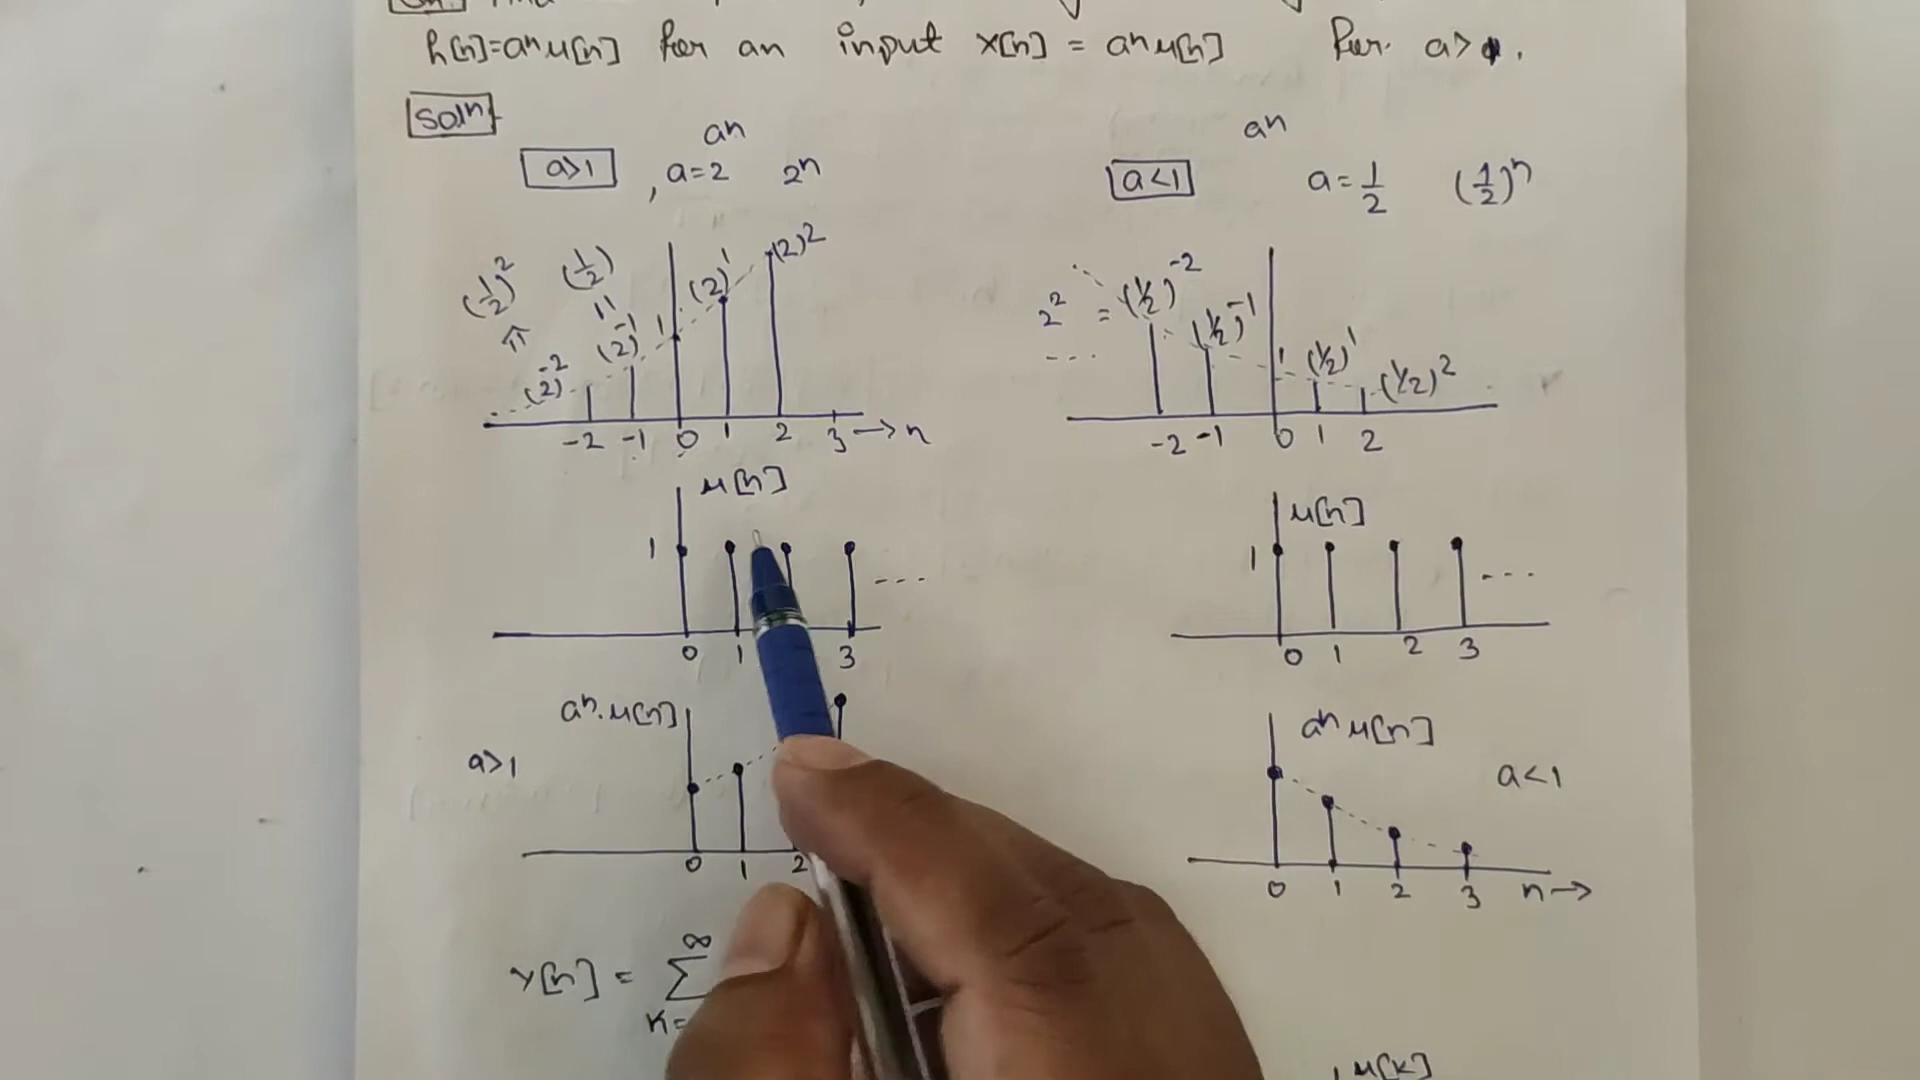 h[n]=aⁿu[n] for an input x[n] = aⁿu[n] for a> .
Solⁿ
aⁿ
a>1 , a=2 2ⁿ
(1/2)² (1/2) (2)⁻² (2)⁻¹ 1 (2)¹ (2)²
-2 -1 0 1 2 3 → n
u[n]
1 ---
0 1 3
aⁿ.u[n]
a>1
0 1 2
y[n] = ∞ Σ K=
aⁿ
a<1 a=1/2 (1/2)ⁿ
2² = (1/2)⁻² (1/2)⁻¹ 1 (1/2)¹ (1/2)²
---
-2 -1 0 1 2
u[n]
1 ----
0 1 2 3
aⁿ u[n]
a<1
0 1 2 3 n→
u[k]